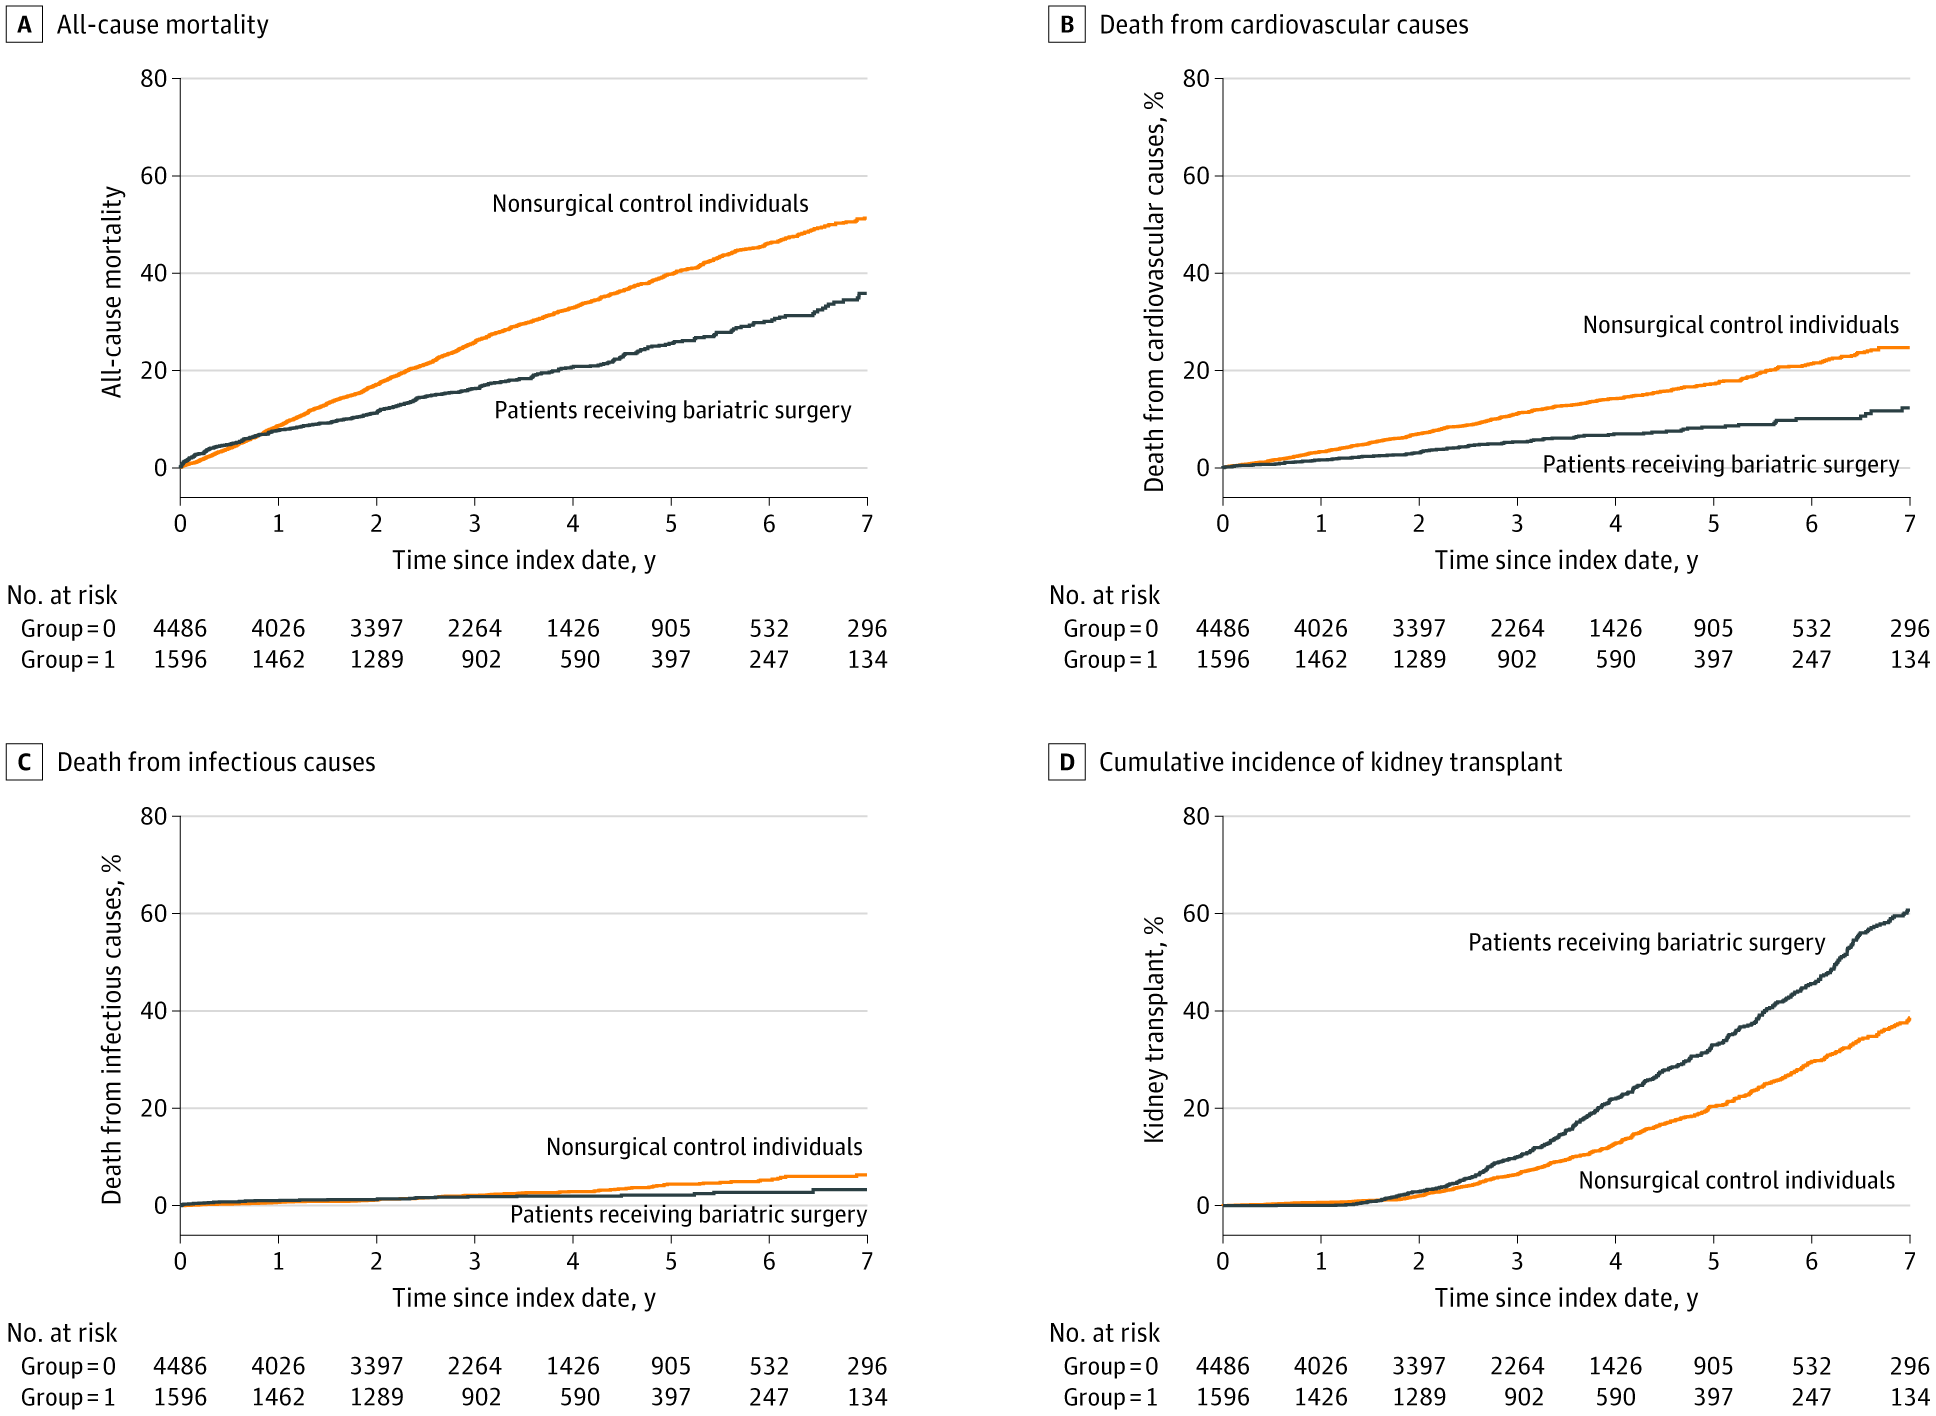 A All-cause mortality
All-cause mortality
80
60
40
20
0
Nonsurgical control individuals
Patients receiving bariatric surgery
0 1 2 3 4 5 6 7
Time since index date, y
No. at risk
Group = 0 4486 4026 3397 2264 1426 905 532 296
Group = 1 1596 1462 1289 902 590 397 247 134
B Death from cardiovascular causes
Death from cardiovascular causes, %
80
60
40
20
0
Nonsurgical control individuals
Patients receiving bariatric surgery
0 1 2 3 4 5 6 7
Time since index date, y
No. at risk
Group = 0 4486 4026 3397 2264 1426 905 532 296
Group = 1 1596 1462 1289 902 590 397 247 134
C Death from infectious causes
Death from infectious causes, %
80
60
40
20
0
Nonsurgical control individuals
Patients receiving bariatric surgery
0 1 2 3 4 5 6 7
Time since index date, y
No. at risk
Group = 0 4486 4026 3397 2264 1426 905 532 296
Group = 1 1596 1462 1289 902 590 397 247 134
D Cumulative incidence of kidney transplant
Kidney transplant, %
80
60
40
20
0
Patients receiving bariatric surgery
Nonsurgical control individuals
0 1 2 3 4 5 6 7
Time since index date, y
No. at risk
Group = 0 4486 4026 3397 2264 1426 905 532 296
Group = 1 1596 1426 1289 902 590 397 247 134